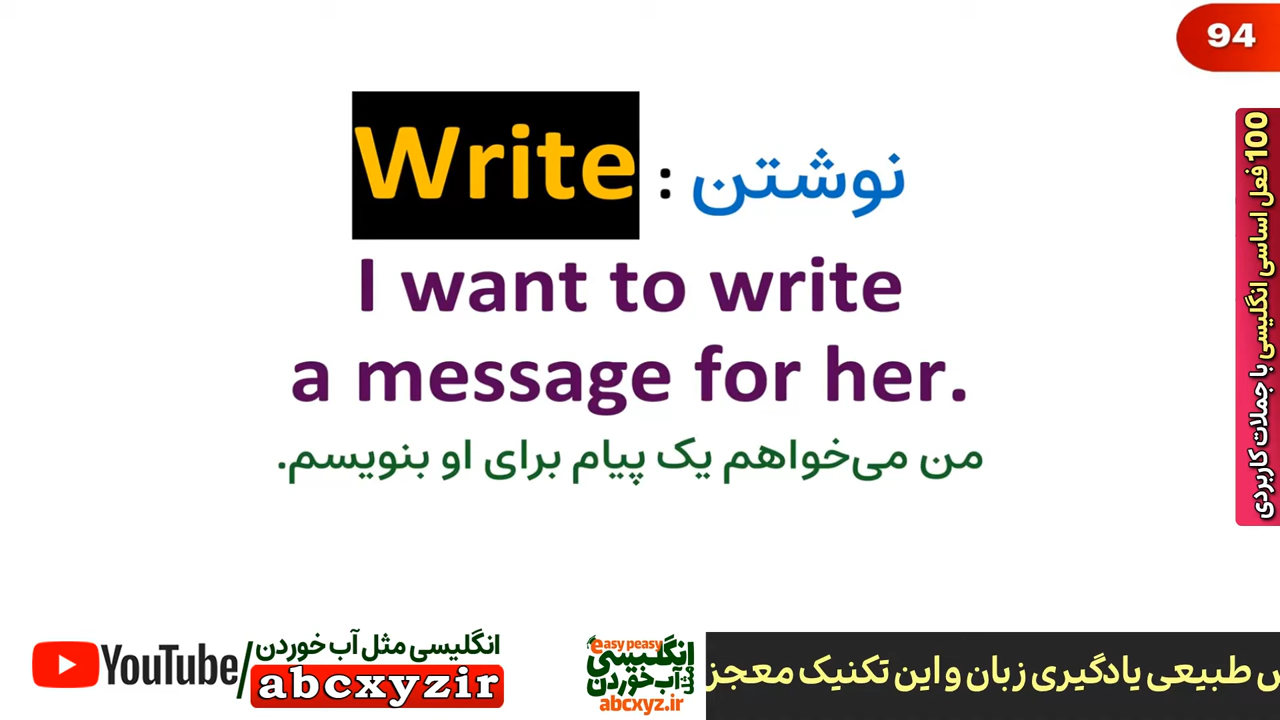 94
Write : نوشتن
I want to write
a message for her.
من می‌خواهم یک پیام برای او بنویسم.
100 فعل اساسی انگلیسی با جملات کاربردی
YouTube/
انگلیسی مثل آب خوردن
abcxyzir
easy peasy
انگلیسی
مثل آب خوردن
abcxyz.ir
طبیعی یادگیری زبان و این تکنیک